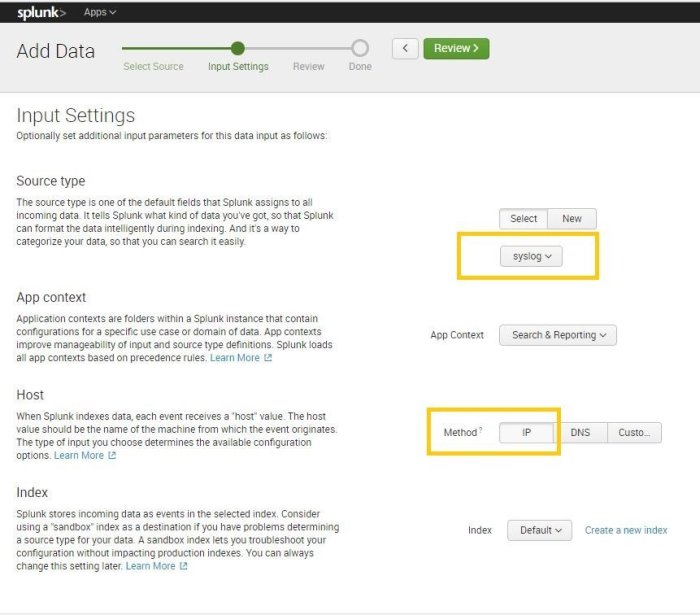 splunk> Apps
Add Data
Select Source Input Settings Review Done
< Review >
Input Settings
Optionally set additional input parameters for this data input as follows:
Source type
The source type is one of the default fields that Splunk assigns to all
incoming data. It tells Splunk what kind of data you've got, so that Splunk
can format the data intelligently during indexing. And it's a way to
categorize your data, so that you can search it easily.
Select New
syslog
App context
Application contexts are folders within a Splunk instance that contain
configurations for a specific use case or domain of data. App contexts
improve manageability of input and source type definitions. Splunk loads
all app contexts based on precedence rules. Learn More
App Context Search & Reporting
Host
When Splunk indexes data, each event receives a "host" value. The host
value should be the name of the machine from which the event originates.
The type of input you choose determines the available configuration
options. Learn More
Method ? IP DNS Custo...
Index
Splunk stores incoming data as events in the selected index. Consider
using a "sandbox" index as a destination if you have problems determining
a source type for your data. A sandbox index lets you troubleshoot your
configuration without impacting production indexes. You can always
change this setting later. Learn More
Index Default Create a new index